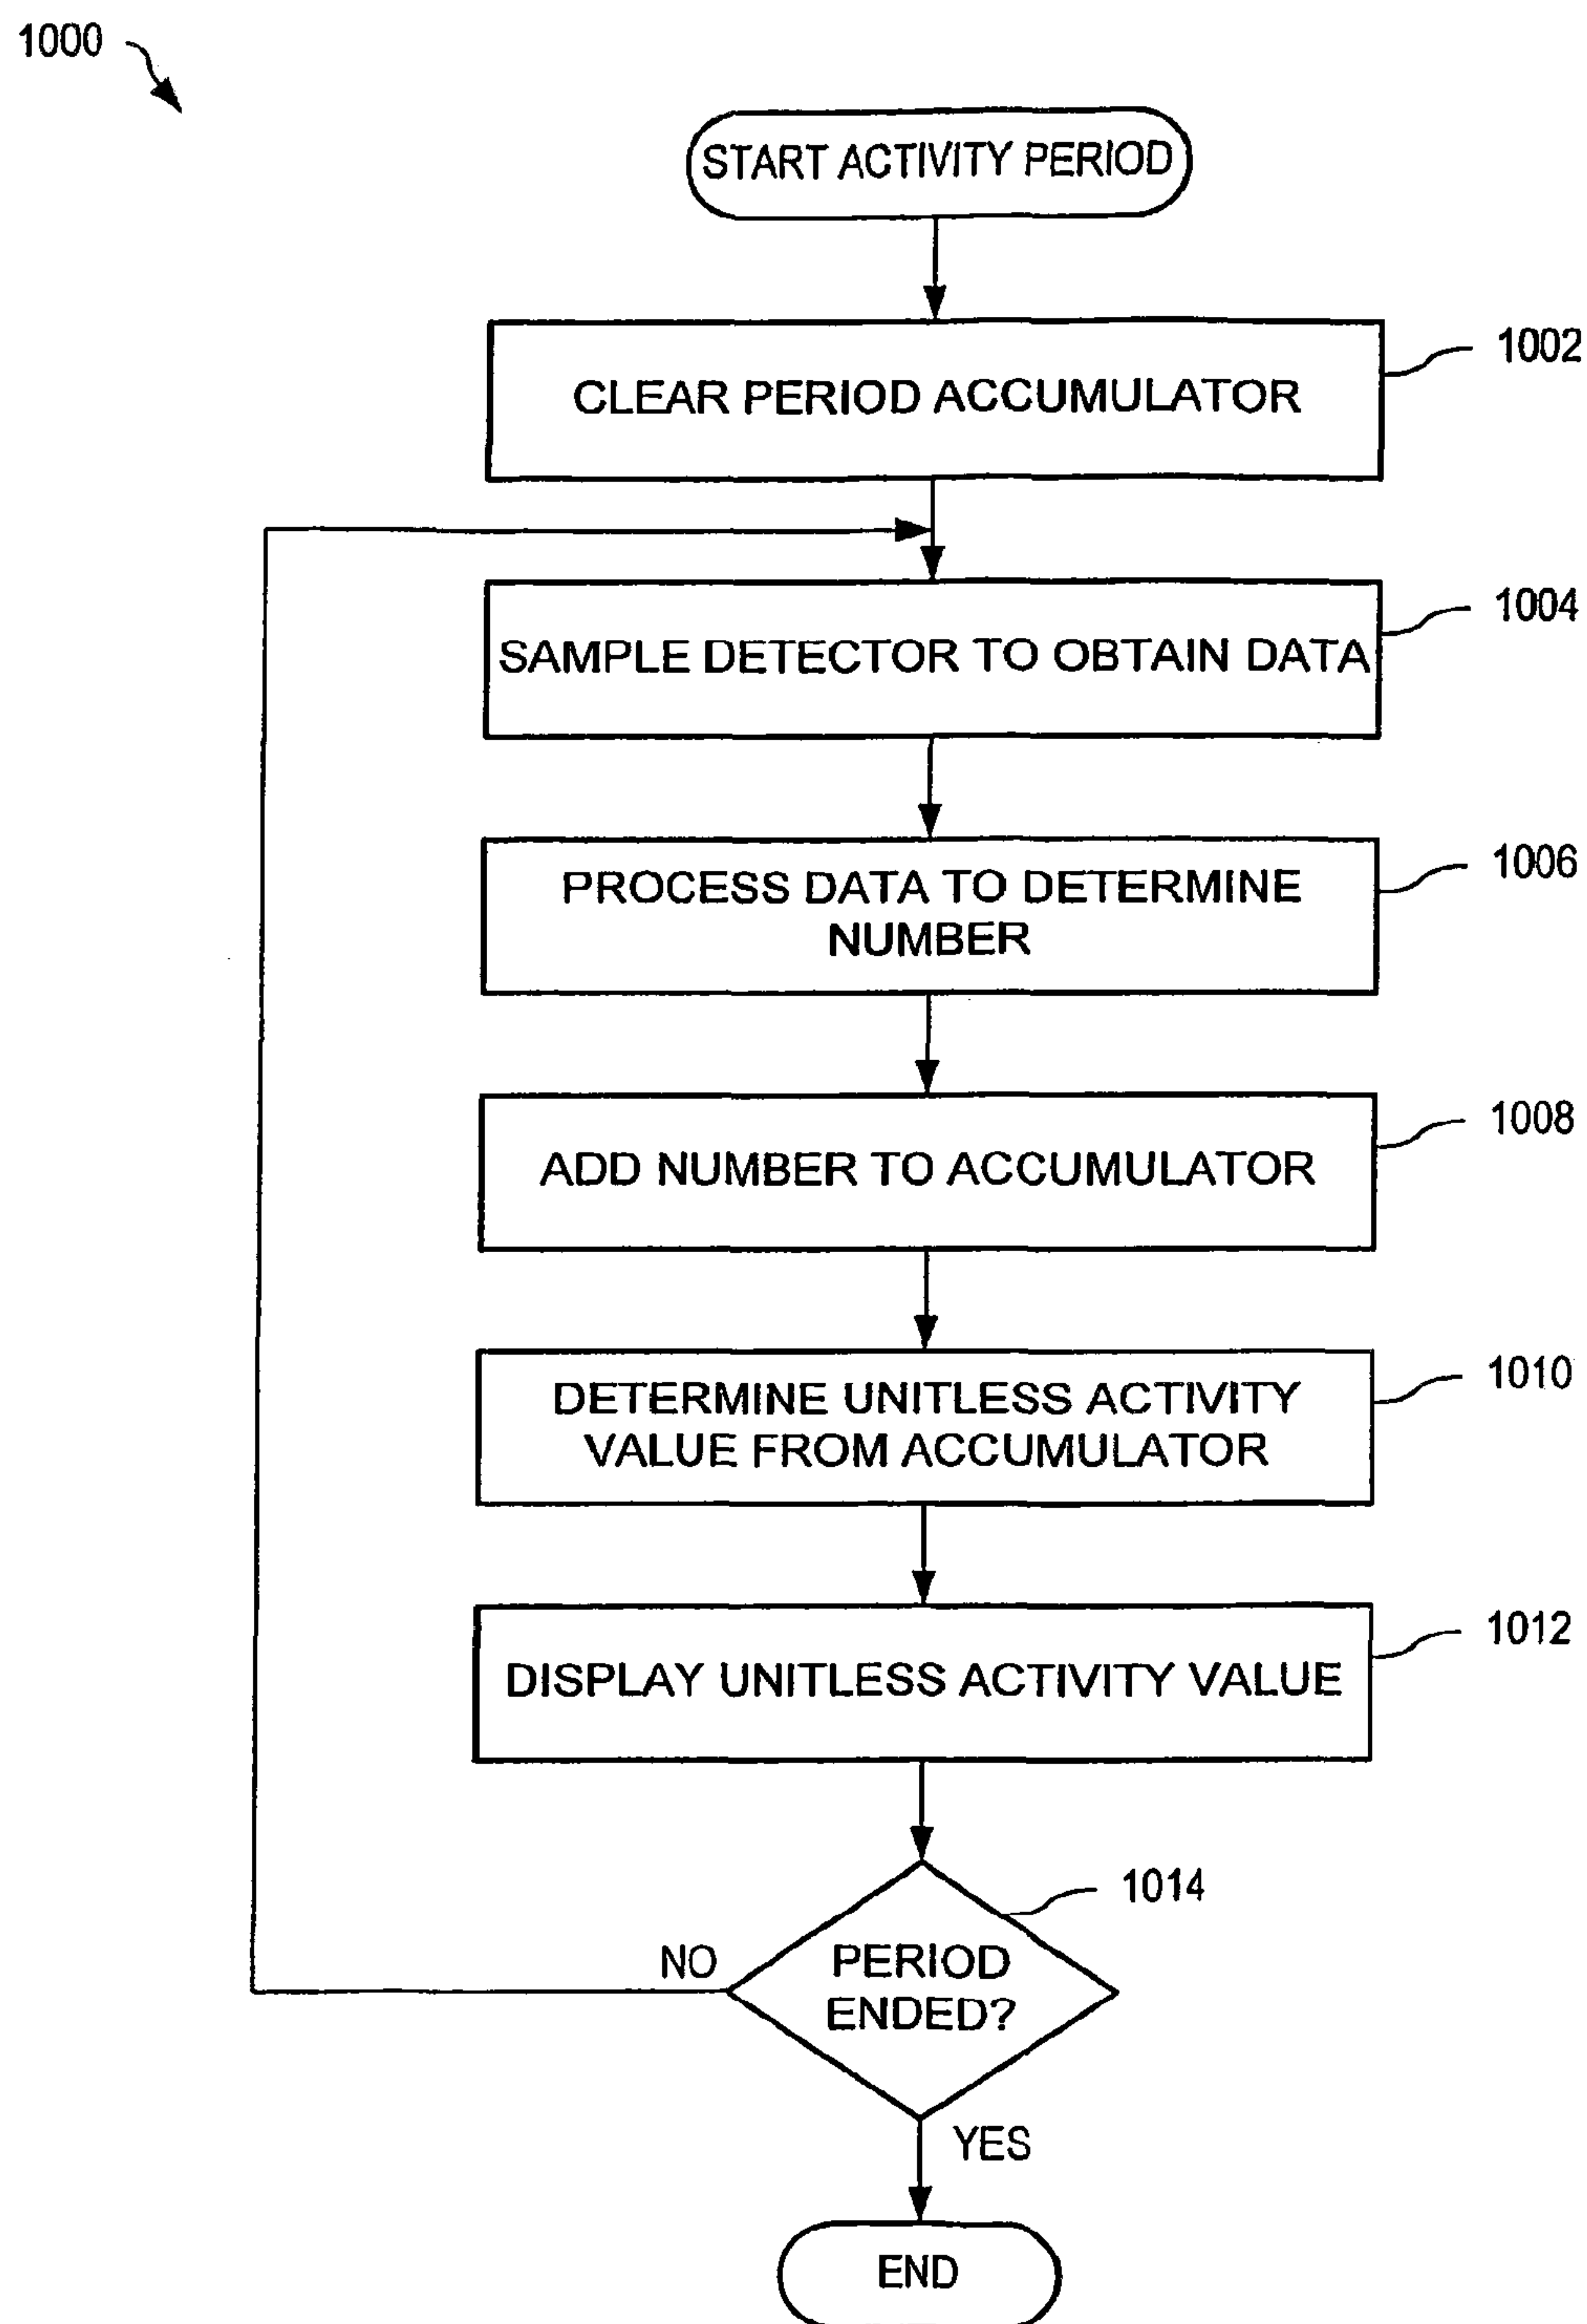 1000
START ACTIVITY PERIOD
1002
CLEAR PERIOD ACCUMULATOR
1004
SAMPLE DETECTOR TO OBTAIN DATA
1006
PROCESS DATA TO DETERMINE
NUMBER
1008
ADD NUMBER TO ACCUMULATOR
1010
DETERMINE UNITLESS ACTIVITY
VALUE FROM ACCUMULATOR
1012
DISPLAY UNITLESS ACTIVITY VALUE
1014
NO
PERIOD
ENDED?
YES
END